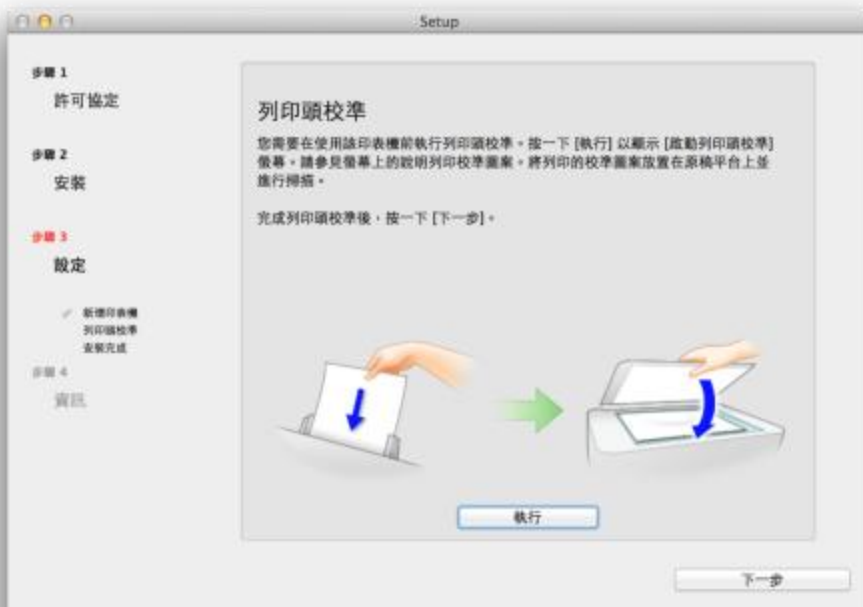 Setup
步驟 1
許可協定
步驟 2
安裝
步驟 3
設定
新增印表機
列印頭校準
安裝完成
步驟 4
資訊
列印頭校準
您需要在使用該印表機前執行列印頭校準。按一下 [執行] 以顯示 [啟動列印頭校準]
螢幕。請參見螢幕上的說明列印校準圖案。將列印的校準圖案放置在原稿平台上並
進行掃描。
完成列印頭校準後，按一下 [下一步]。
執行
下一步